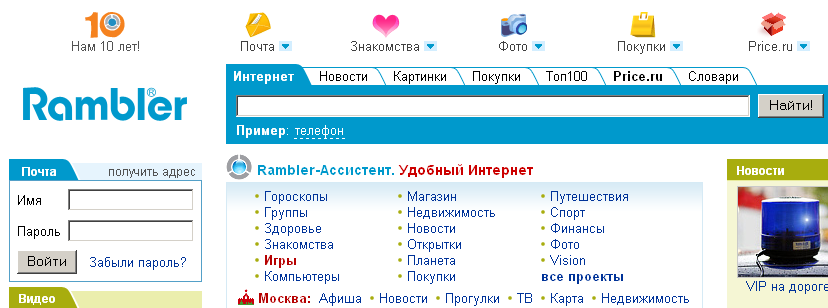 10
Нам 10 лет!
Почта
Знакомства
Фото
Покупки
Price.ru
Rambler®
Интернет Новости Картинки Покупки Топ100 Price.ru Словари
Найти!
Пример: телефон
Почта получить адрес
Имя
Пароль
Войти Забыли пароль?
Видео
Rambler-Ассистент. Удобный Интернет
Гороскопы Магазин Путешествия
Группы Недвижимость Спорт
Здоровье Новости Финансы
Знакомства Открытки Фото
Игры Планета Vision
Компьютеры Покупки все проекты
Москва: Афиша Новости Прогулки ТВ Карта Недвижимость
Новости
VIP на дороге